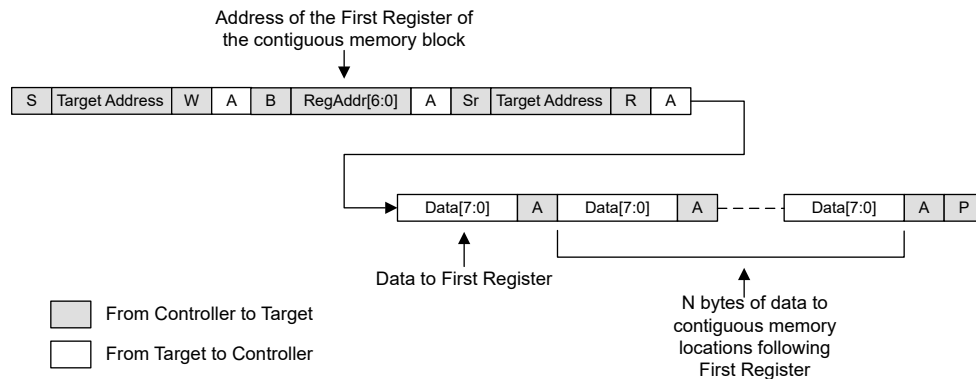 Address of the First Register of
the contiguous memory block
S Target Address W A B RegAddr[6:0] A Sr Target Address R A
Data[7:0] A Data[7:0] A Data[7:0] A P
Data to First Register
N bytes of data to
contiguous memory
locations following
First Register
From Controller to Target
From Target to Controller